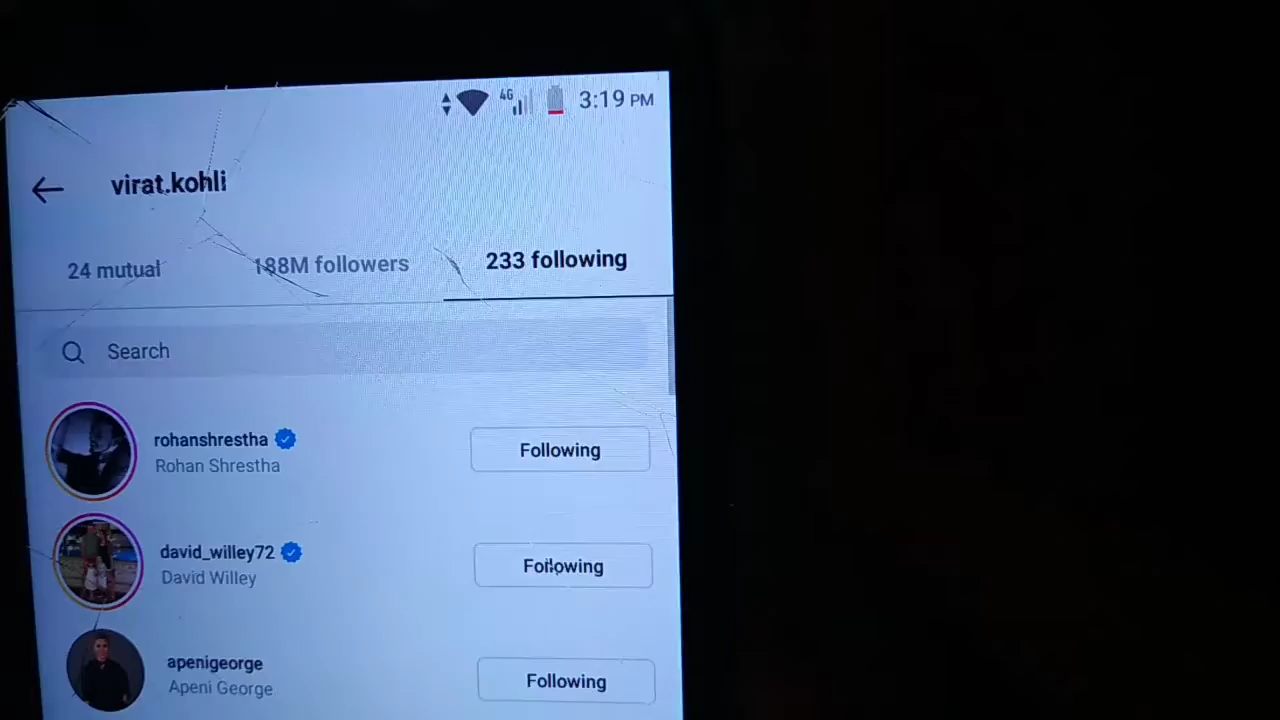 4G 3:19 PM
virat.kohli
24 mutual 188M followers 233 following
Search
rohanshrestha Following
Rohan Shrestha
david_willey72 Following
David Willey
apenigeorge Following
Apeni George